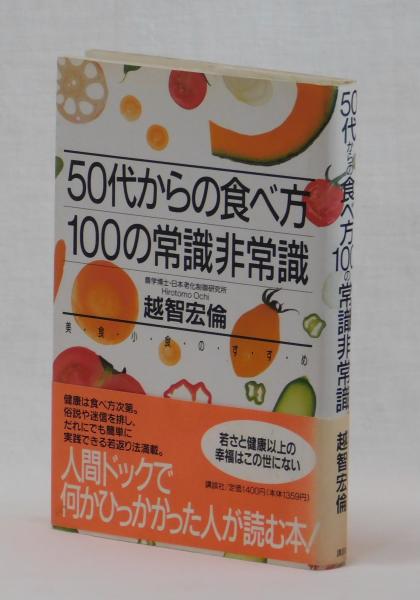 50代からの食べ方
100の常識非常識
農学博士・日本老化制御研究所
Hirotomo Ochi
越智宏倫
美・食・小・食・の・す・す・め
健康は食べ方次第。
俗説や迷信を排し、
だれにでも簡単に
実践できる若返り法満載。
若さと健康以上の
幸福はこの世にない
講談社/定価1400円(本体1359円)
人間ドックで
何かひっかかった人が読む本!
50代からの食べ方100の常識非常識
越智宏倫
講談社